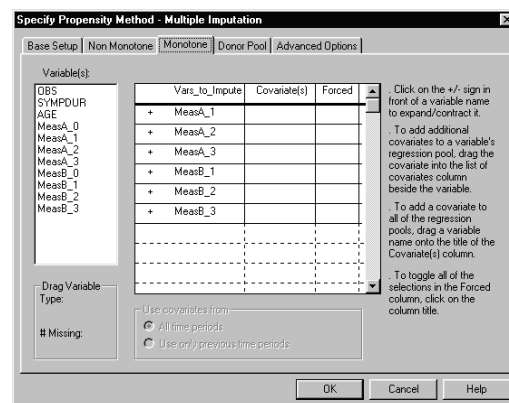 Specify Propensity Method - Multiple Imputation
Base Setup
Non Monotone
Monotone
Donor Pool
Advanced Options
Variable(s):
OBS
SYMPDUR
AGE
MeasA_0
MeasA_1
MeasA_2
MeasA_3
MeasB_0
MeasB_1
MeasB_2
MeasB_3
Vars_to_Impute Covariate(s) Forced
+ MeasA_1
+ MeasA_2
+ MeasA_3
+ MeasB_1
+ MeasB_2
+ MeasB_3
. Click on the +/- sign in
front of a variable name
to expand/contract it.
. To add additional
covariates to a variable's
regression pool, drag the
covariate into the list of
covariates column
beside the variable.
. To add a covariate to
all of the regression
pools, drag a variable
name onto the title of the
Covariate(s) column.
. To toggle all of the
selections in the Forced
column, click on the
column title.
Drag Variable
Type:
# Missing:
Use covariates from
All time periods
Use only previous time periods
OK
Cancel
Help